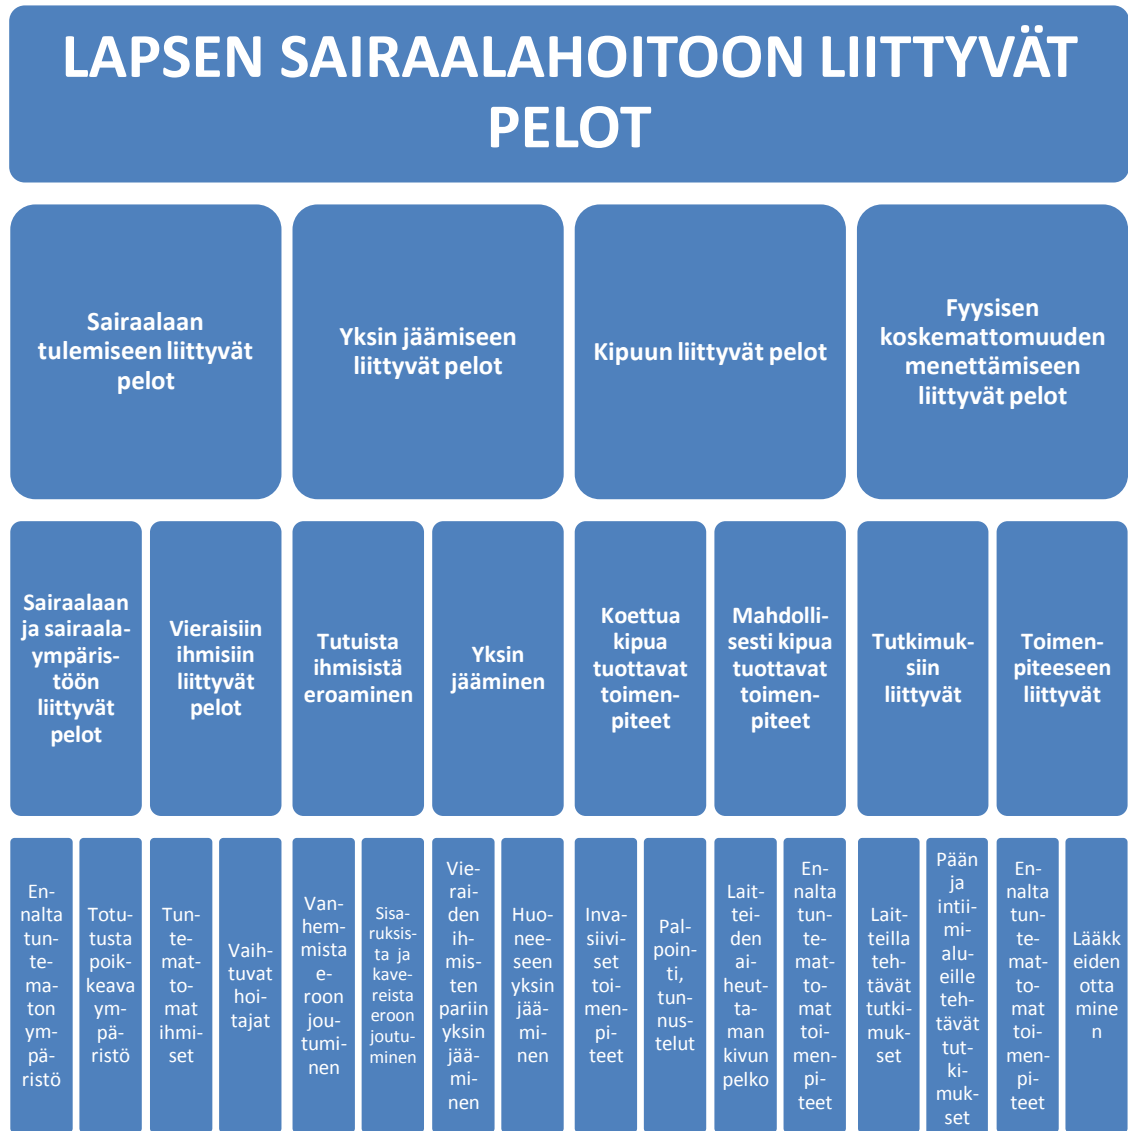 LAPSEN SAIRAALAHOITOON LIITTYVÄT
PELOT
Sairaalaan
tulemiseen liittyvät
pelot
Yksin jäämiseen
liittyvät pelot
Kipuun liittyvät pelot
Fyysisen
koskemattomuuden
menettämiseen
liittyvät pelot
Sairaalaan
ja sairaala-
ympäris-
töön
liittyvät
pelot
Vieraisiin
ihmisiin
liittyvät
pelot
Tutuista
ihmisistä
eroaminen
Yksin
jääminen
Koettua
kipua
tuottavat
toimen-
piteet
Mahdolli-
sesti kipua
tuottavat
toimen-
piteet
Tutkimuk-
siin
liittyvät
Toimen-
piteeseen
liittyvät
En-
nalta
tun-
te-
ma-
ton
ym-
pä-
ristö
Totu-
tusta
poik-
keava
ym-
pä-
ristö
Tun-
te-
mat-
to-
mat
ihmi-
set
Vaih-
tuvat
hoi-
tajat
Van-
hem-
mista
e-
roon
jou-
tumi-
nen
Sisa-
ruksis-
ta ja
kave-
reista
eroon
joutu-
minen
Vie-
rai-
den
ih-
mis-
ten
pariin
yksin
jää-
mi-
nen
Huo-
nee-
seen
yksin
jää-
mi-
nen
Inva-
siivi-
set
toi-
men-
pi-
teet
Pal-
poin-
ti,
tun-
nus-
telut
Lait-
tei-
den
ai-
heut-
ta-
man
kivun
pelko
En-
nalta
tun-
te-
mat-
to-
mat
toi-
men-
pi-
teet
Lait-
teilla
teh-
tävät
tutki-
muk-
set
Pään
ja
intii-
mi-
alu-
eille
teh-
tävät
tut-
ki-
muk-
set
En-
nalta
tun-
te-
mat-
to-
mat
toi-
men-
pi-
teet
Lääkk
eiden
otta
mine
n